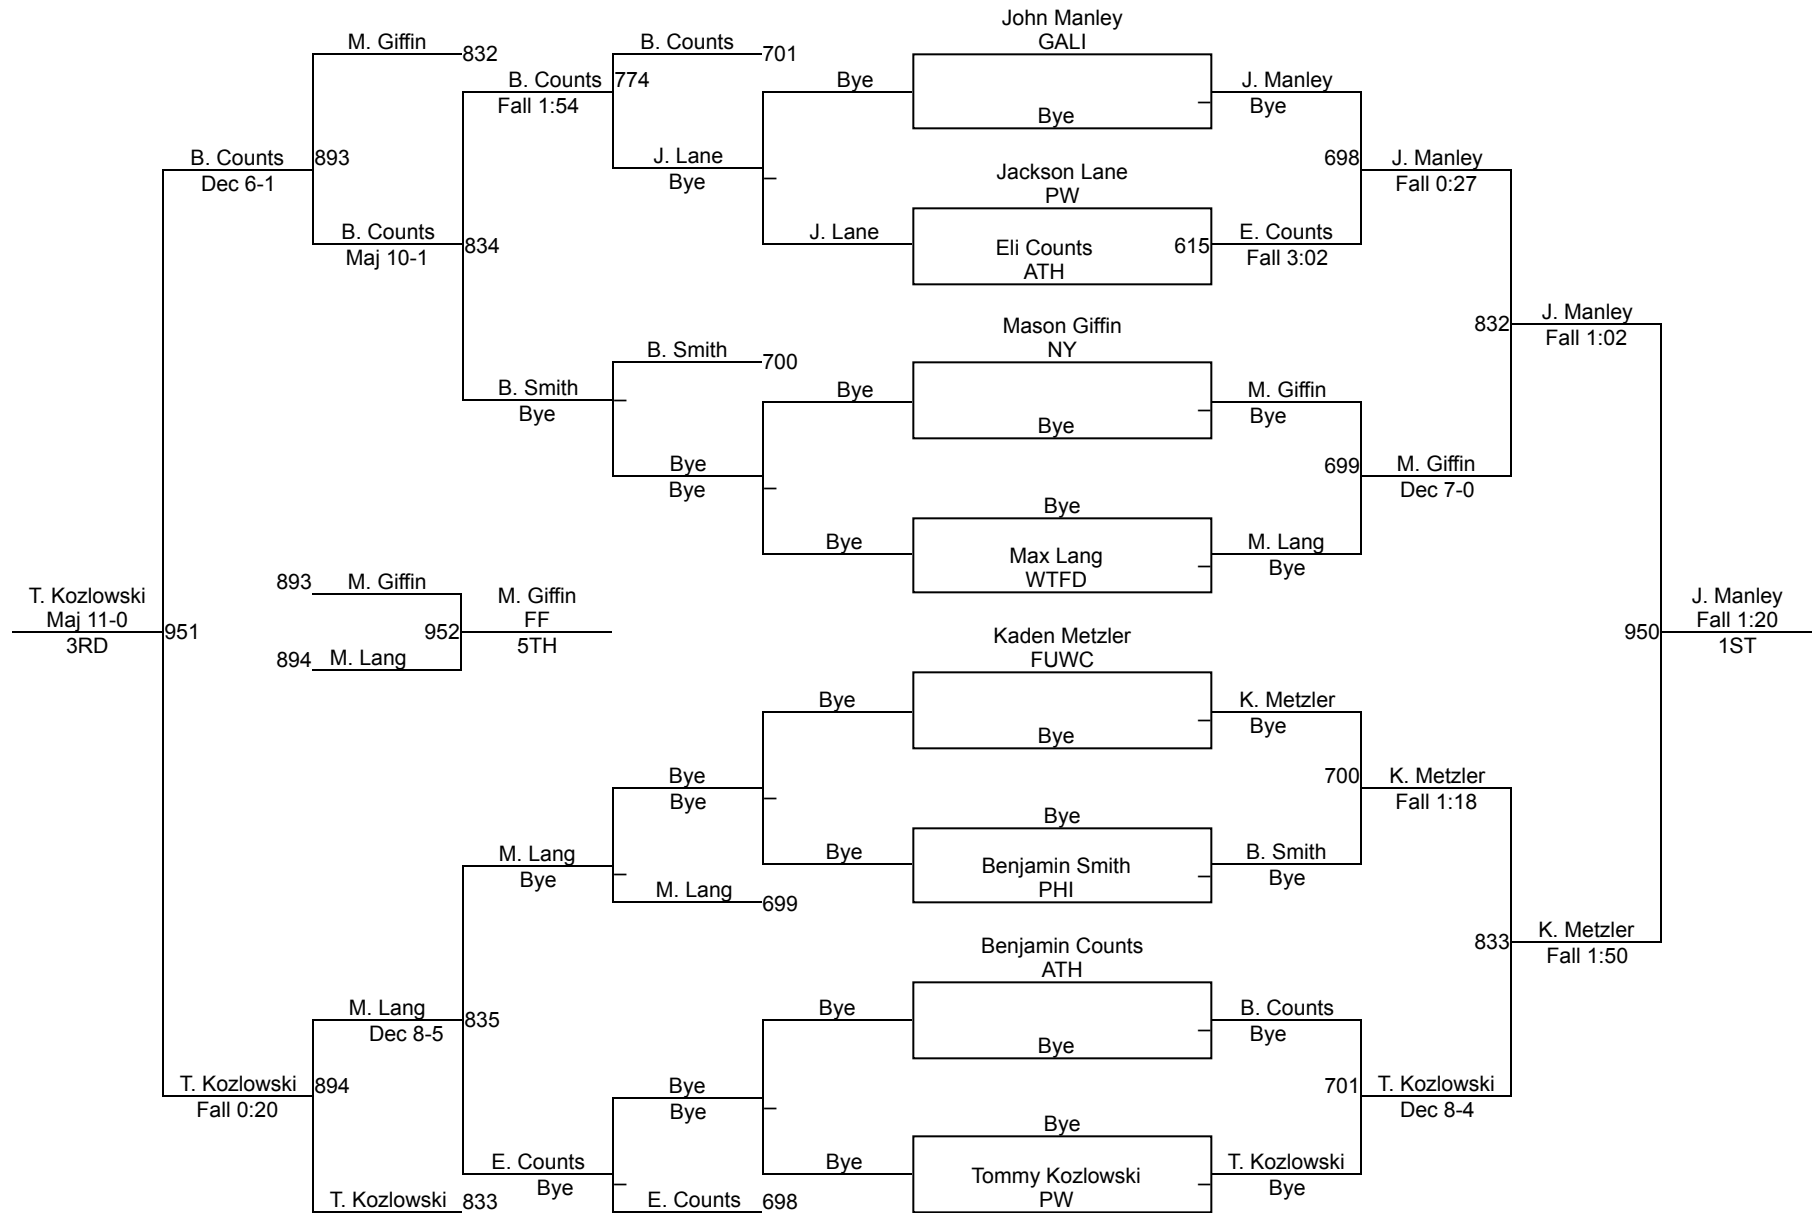 John Manley
GALI
M. Giffin
832
B. Counts
701
B. Counts
774
Fall 1:54
Bye
Bye
J. Manley
Bye
B. Counts
893
Dec 6-1
J. Lane
Bye
Jackson Lane
PW
698
J. Manley
Fall 0:27
B. Counts
834
Maj 10-1
J. Lane
Eli Counts
ATH
615
E. Counts
Fall 3:02
Mason Giffin
NY
832
J. Manley
Fall 1:02
B. Smith
700
B. Smith
Bye
Bye
Bye
M. Giffin
Bye
Bye
Bye
699
M. Giffin
Dec 7-0
Bye
Bye
Max Lang
WTFD
M. Lang
Bye
893
M. Giffin
T. Kozlowski
Maj 11-0
3RD
951
952
M. Giffin
FF
5TH
894
M. Lang
Kaden Metzler
FUWC
950
J. Manley
Fall 1:20
1ST
Bye
Bye
K. Metzler
Bye
Bye
Bye
700
K. Metzler
Fall 1:18
M. Lang
Bye
Bye
Bye
Benjamin Smith
PHI
B. Smith
Bye
M. Lang
699
Benjamin Counts
ATH
833
K. Metzler
Fall 1:50
M. Lang
835
Dec 8-5
Bye
Bye
B. Counts
Bye
T. Kozlowski
894
Fall 0:20
Bye
Bye
701
T. Kozlowski
Dec 8-4
Bye
E. Counts
Bye
Bye
Tommy Kozlowski
PW
T. Kozlowski
Bye
T. Kozlowski
833
E. Counts
698